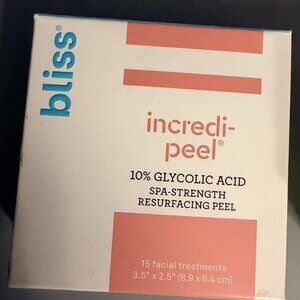 bliss®
incredi-
peel®
10% GLYCOLIC ACID
SPA-STRENGTH
RESURFACING PEEL
15 facial treatments
3.5" x 2.5" (8.9 x 6.4 cm)